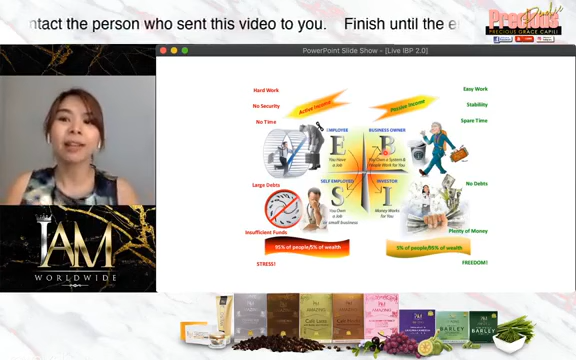 ntact the person who sent this video to you.    Finish until the e
Precious
PRECIOUS GRACE CAPILI
PowerPoint Slide Show - [Live IBP 2.0]
Hard Work
No Security
No Time
Active Income
Passive Income
Easy Work
Stability
Spare Time
EMPLOYEE
E
You Have
a Job
BUSINESS OWNER
B
You Own a System &
People Work for You
SELF EMPLOYED
S
You Own
a Job
or small business
INVESTOR
I
Money Works
for You
Large Debts
Insufficient Funds
No Debts
Plenty of Money
95% of people/5% of wealth
5% of people/95% of wealth
STRESS!
FREEDOM!
IAM
WORLDWIDE
BARLEY
BARLEY